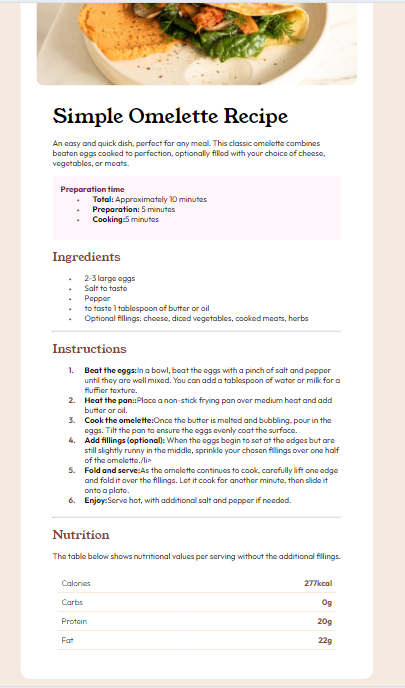 Simple Omelette Recipe
An easy and quick dish, perfect for any meal. This classic omelette combines
beaten eggs cooked to perfection, optionally filled with your choice of cheese,
vegetables, or meats.
Preparation time
• Total: Approximately 10 minutes
• Preparation: 5 minutes
• Cooking:5 minutes
Ingredients
• 2-3 large eggs
• Salt to taste
• Pepper
• to taste 1 tablespoon of butter or oil
• Optional fillings: cheese, diced vegetables, cooked meats, herbs
Instructions
1. Beat the eggs:in a bowl, beat the eggs with a pinch of salt and pepper
until they are well mixed. You can add a tablespoon of water or milk for a
fluffier texture.
2. Heat the pan::Place a non-stick frying pan over medium heat and add
butter or oil.
3. Cook the omelette:Once the butter is melted and bubbling, pour in the
eggs. Tilt the pan to ensure the eggs evenly coat the surface.
4. Add fillings (optional): When the eggs begin to set at the edges but are
still slightly runny in the middle, sprinkle your chosen fillings over one half
of the omelette./li>
5. Fold and serve:As the omelette continues to cook, carefully lift one edge
and fold it over the fillings. Let it cook for another minute, then slide it
onto a plate.
6. Enjoy:Serve hot, with additional salt and pepper if needed.
Nutrition
The table below shows nutritional values per serving without the additional fillings.
Calories 277kcal
Carbs 0g
Protein 20g
Fat 22g